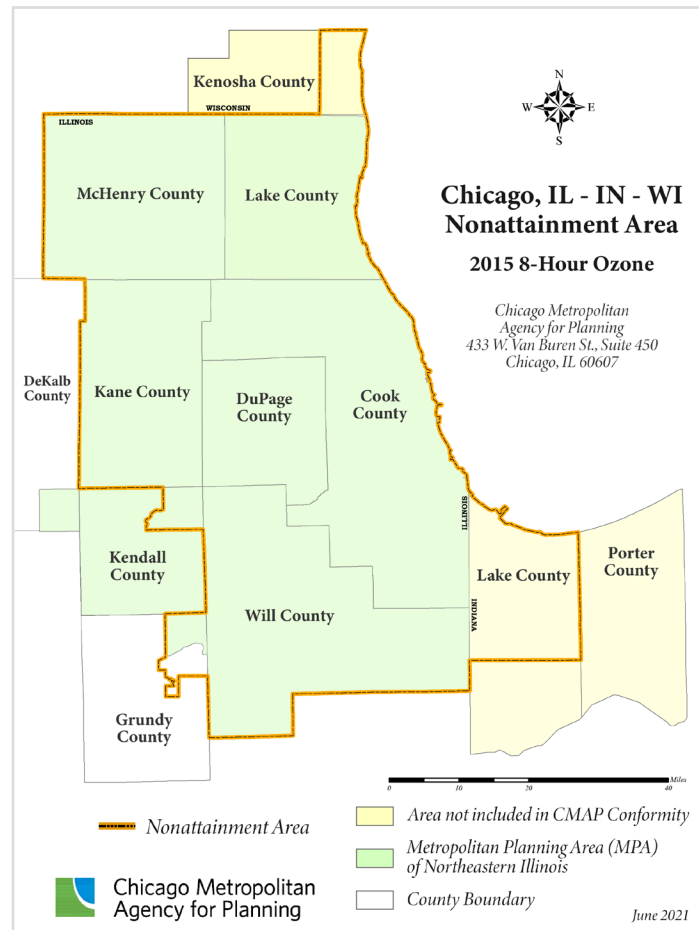 Kenosha County
WISCONSIN
ILLINOIS
N
W
E
S
McHenry County
Lake County
Chicago, IL - IN - WI
Nonattainment Area
2015 8-Hour Ozone
Chicago Metropolitan
Agency for Planning
433 W. Van Buren St., Suite 450
Chicago, IL 60607
DeKalb
County
Kane County
DuPage
County
Cook
County
ILLINOIS
INDIANA
Kendall
County
Lake County
Porter
County
Will County
Grundy
County
Miles
0 10 20 40
Nonattainment Area
Area not included in CMAP Conformity
Metropolitan Planning Area (MPA)
of Northeastern Illinois
County Boundary
Chicago Metropolitan
Agency for Planning
June 2021